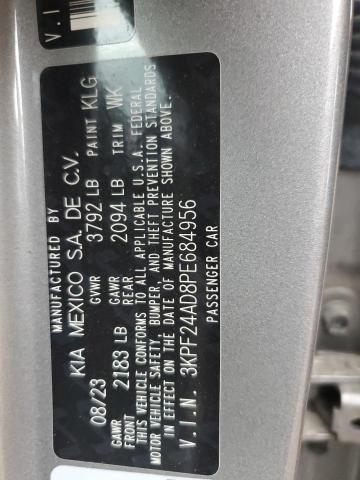 V.I
MANUFACTURED BY
KIA MEXICO S.A. DE C.V.
08/23 GVWR 3792 LB PAINT KLG
GAWR FRONT 2183 LB GAWR REAR 2094 LB TRIM WK
THIS VEHICLE CONFORMS TO ALL APPLICABLE U.S.A. FEDERAL
MOTOR VEHICLE SAFETY, BUMPER, AND THEFT PREVENTION STANDARDS
IN EFFECT ON THE DATE OF MANUFACTURE SHOWN ABOVE.
V.I.N. 3KPF24AD8PE684956
PASSENGER CAR